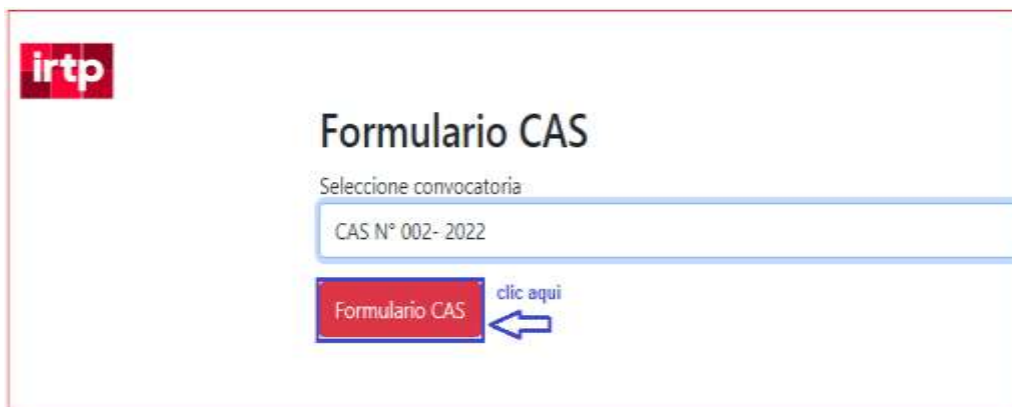 irtp
Formulario CAS
Seleccione convocatoria
CAS N° 002- 2022
Formulario CAS
clic aqui